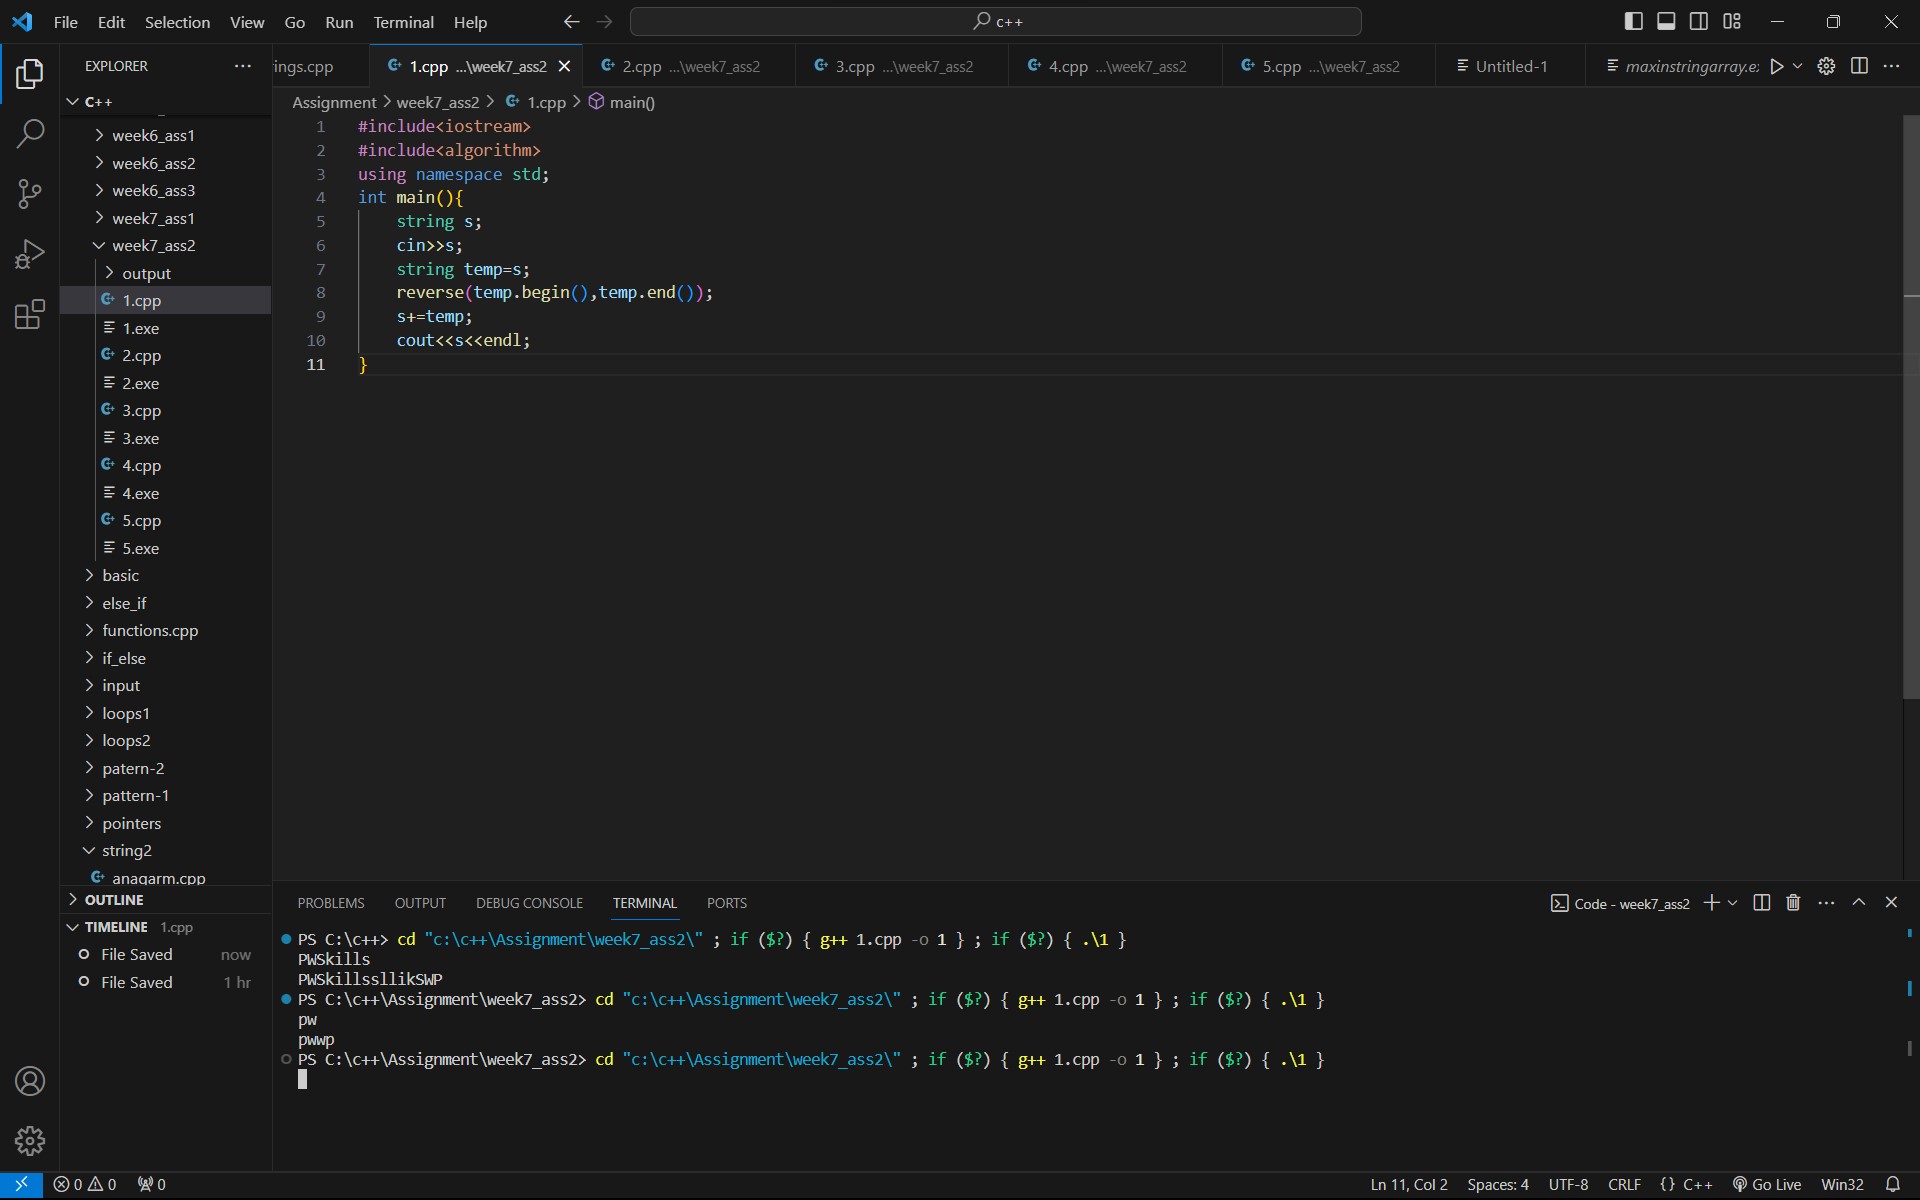 File Edit Selection View Go Run Terminal Help
c++
EXPLORER
ings.cpp
1.cpp ...\week7_ass2
2.cpp ...\week7_ass2
3.cpp ...\week7_ass2
4.cpp ...\week7_ass2
5.cpp ...\week7_ass2
Untitled-1
maxinstringarray.e
Assignment > week7_ass2 > 1.cpp > main()
C++
week6_ass1
week6_ass2
week6_ass3
week7_ass1
week7_ass2
output
1.cpp
1.exe
2.cpp
2.exe
3.cpp
3.exe
4.cpp
4.exe
5.cpp
5.exe
basic
else_if
functions.cpp
if_else
input
loops1
loops2
patern-2
pattern-1
pointers
string2
anagarm.cpp
OUTLINE
TIMELINE 1.cpp
File Saved now
File Saved 1 hr
1 #include<iostream>
2 #include<algorithm>
3 using namespace std;
4 int main(){
5 string s;
6 cin>>s;
7 string temp=s;
8 reverse(temp.begin(),temp.end());
9 s+=temp;
10 cout<<s<<endl;
11 }
PROBLEMS OUTPUT DEBUG CONSOLE TERMINAL PORTS
Code - week7_ass2
PS C:\c++> cd "c:\c++\Assignment\week7_ass2\" ; if ($?) { g++ 1.cpp -o 1 } ; if ($?) { .\1 }
PWSkills
PWSkillssllikSWP
PS C:\c++\Assignment\week7_ass2> cd "c:\c++\Assignment\week7_ass2\" ; if ($?) { g++ 1.cpp -o 1 } ; if ($?) { .\1 }
pw
pwwp
PS C:\c++\Assignment\week7_ass2> cd "c:\c++\Assignment\week7_ass2\" ; if ($?) { g++ 1.cpp -o 1 } ; if ($?) { .\1 }
0 0 0
Ln 11, Col 2 Spaces: 4 UTF-8 CRLF {} C++ Go Live Win32